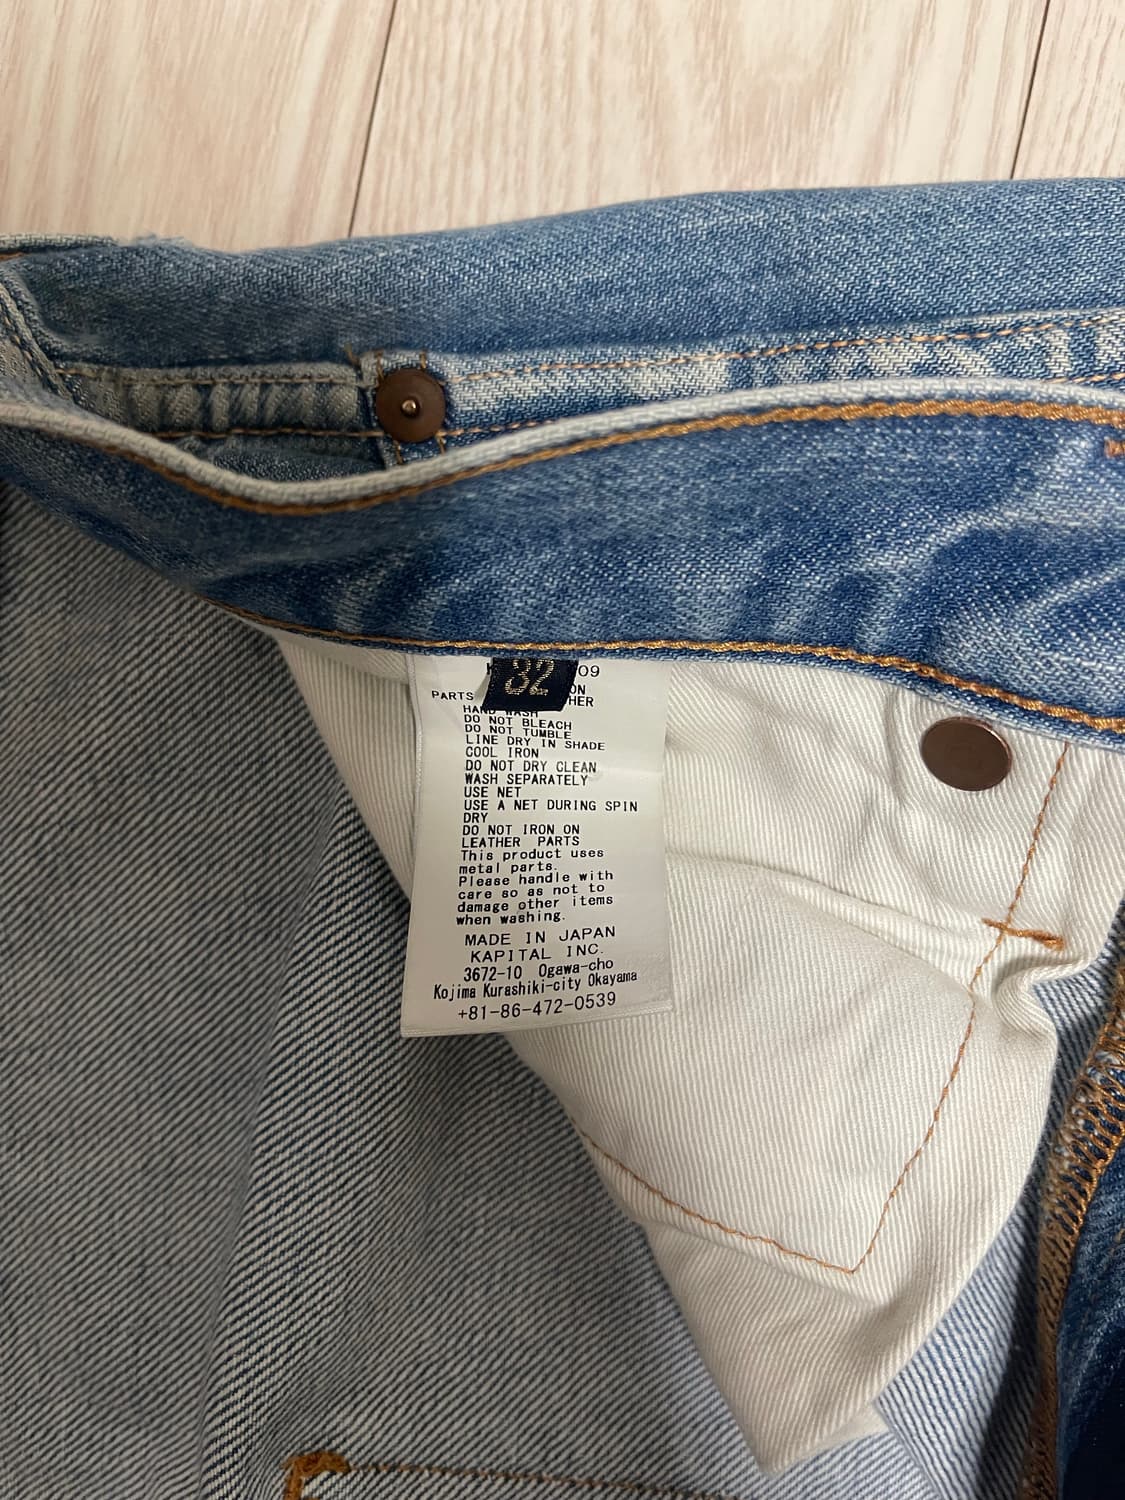 32
09
PARTS
HAND WASH
DO NOT BLEACH
DO NOT TUMBLE
LINE DRY IN SHADE
COOL IRON
DO NOT DRY CLEAN
WASH SEPARATELY
USE NET
USE A NET DURING SPIN
DRY
DO NOT IRON ON
LEATHER PARTS
This product uses
metal parts.
Please handle with
care so as not to
damage other items
when washing.
MADE IN JAPAN
KAPITAL INC.
3672-10 Ogawa-cho
Kojima Kurashiki-city Okayama
+81-86-472-0539